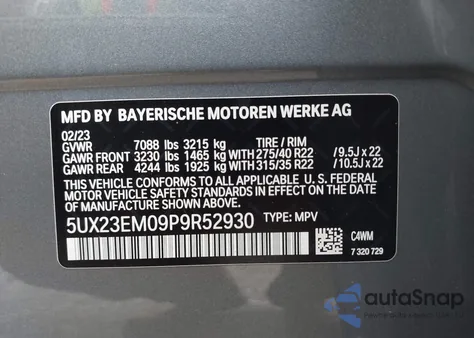 MFD BY BAYERISCHE MOTOREN WERKE AG
02/23
GVWR 7088 lbs 3215 kg TIRE / RIM
GAWR FRONT 3230 lbs 1465 kg 275/40 R22 / 9.5J x 22
GAWR REAR 4244 lbs 1925 kg 315/35 R22 / 10.5J x 22
THIS VEHICLE CONFORMS TO ALL APPLICABLE U.S. FEDERAL
MOTOR VEHICLE SAFETY STANDARDS IN EFFECT ON THE
DATE OF MANUFACTURE SHOWN ABOVE.
5UX23EM09P9R52930 TYPE: MPV
C4WM
7 320 729
autoSnap